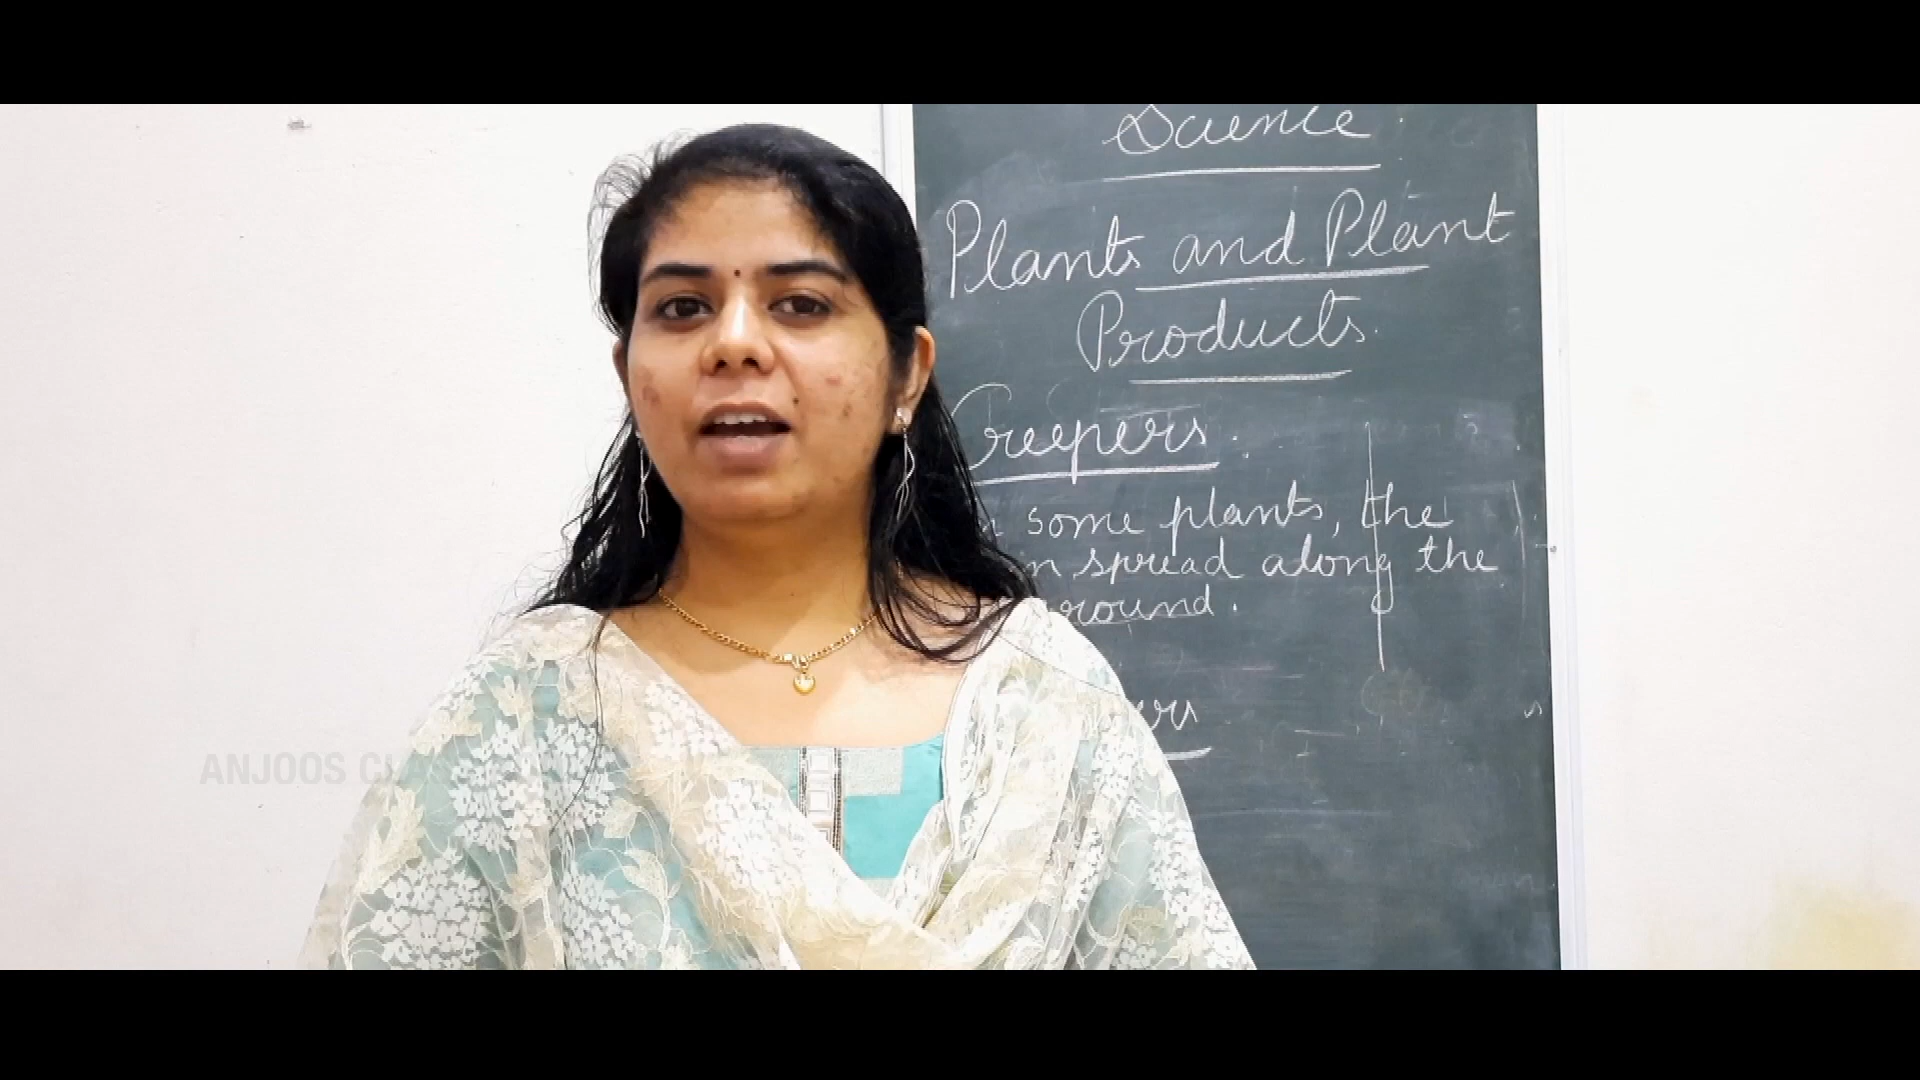 Science
Plants and Plant
Products.
Creepers.
some plants, the
spread along the
ground.
ANJOOS